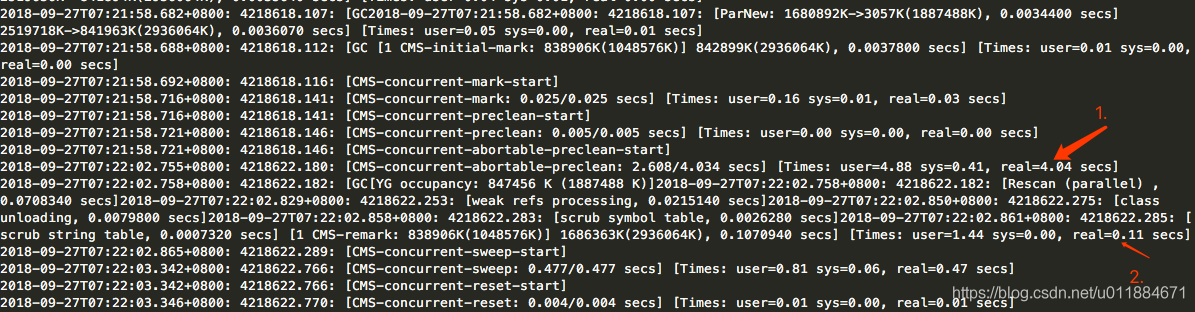 2018-09-27T07:21:58.682+0800: 4218618.107: [GC2018-09-27T07:21:58.682+0800: 4218618.107: [ParNew: 1680892K->3057K(1887488K), 0.0034400 secs]
2519718K->841963K(2936064K), 0.0036070 secs] [Times: user=0.05 sys=0.00, real=0.01 secs]
2018-09-27T07:21:58.688+0800: 4218618.112: [GC [1 CMS-initial-mark: 838906K(1048576K)] 842899K(2936064K), 0.0037800 secs] [Times: user=0.01 sys=0.00,
real=0.00 secs]
2018-09-27T07:21:58.692+0800: 4218618.116: [CMS-concurrent-mark-start]
2018-09-27T07:21:58.716+0800: 4218618.141: [CMS-concurrent-mark: 0.025/0.025 secs] [Times: user=0.16 sys=0.01, real=0.03 secs]
2018-09-27T07:21:58.716+0800: 4218618.141: [CMS-concurrent-preclean-start]
1.
2018-09-27T07:21:58.721+0800: 4218618.146: [CMS-concurrent-preclean: 0.005/0.005 secs] [Times: user=0.00 sys=0.00, real=0.00 secs]
2018-09-27T07:21:58.721+0800: 4218618.146: [CMS-concurrent-abortable-preclean-start]
2018-09-27T07:22:02.755+0800: 4218622.180: [CMS-concurrent-abortable-preclean: 2.608/4.034 secs] [Times: user=4.88 sys=0.41, real=4.04 secs]
2018-09-27T07:22:02.758+0800: 4218622.182: [GC[YG occupancy: 847456 K (1887488 K)]2018-09-27T07:22:02.758+0800: 4218622.182: [Rescan (parallel) ,
0.0708340 secs]2018-09-27T07:22:02.829+0800: 4218622.253: [weak refs processing, 0.0215140 secs]2018-09-27T07:22:02.850+0800: 4218622.275: [class
unloading, 0.0079800 secs]2018-09-27T07:22:02.858+0800: 4218622.283: [scrub symbol table, 0.0026280 secs]2018-09-27T07:22:02.861+0800: 4218622.285: [
scrub string table, 0.0007320 secs] [1 CMS-remark: 838906K(1048576K)] 1686363K(2936064K), 0.1070940 secs] [Times: user=1.44 sys=0.00, real=0.11 secs]
2018-09-27T07:22:02.865+0800: 4218622.289: [CMS-concurrent-sweep-start]
2018-09-27T07:22:03.342+0800: 4218622.766: [CMS-concurrent-sweep: 0.477/0.477 secs] [Times: user=0.81 sys=0.06, real=0.47 secs]
2.
2018-09-27T07:22:03.342+0800: 4218622.766: [CMS-concurrent-reset-start]
2018-09-27T07:22:03.346+0800: 4218622.770: [CMS-concurrent-reset: 0.004/0.004 secs] [Times: user=0.01 sys=0.00, real=0.01 secs]
https://blog.csdn.net/u011884671